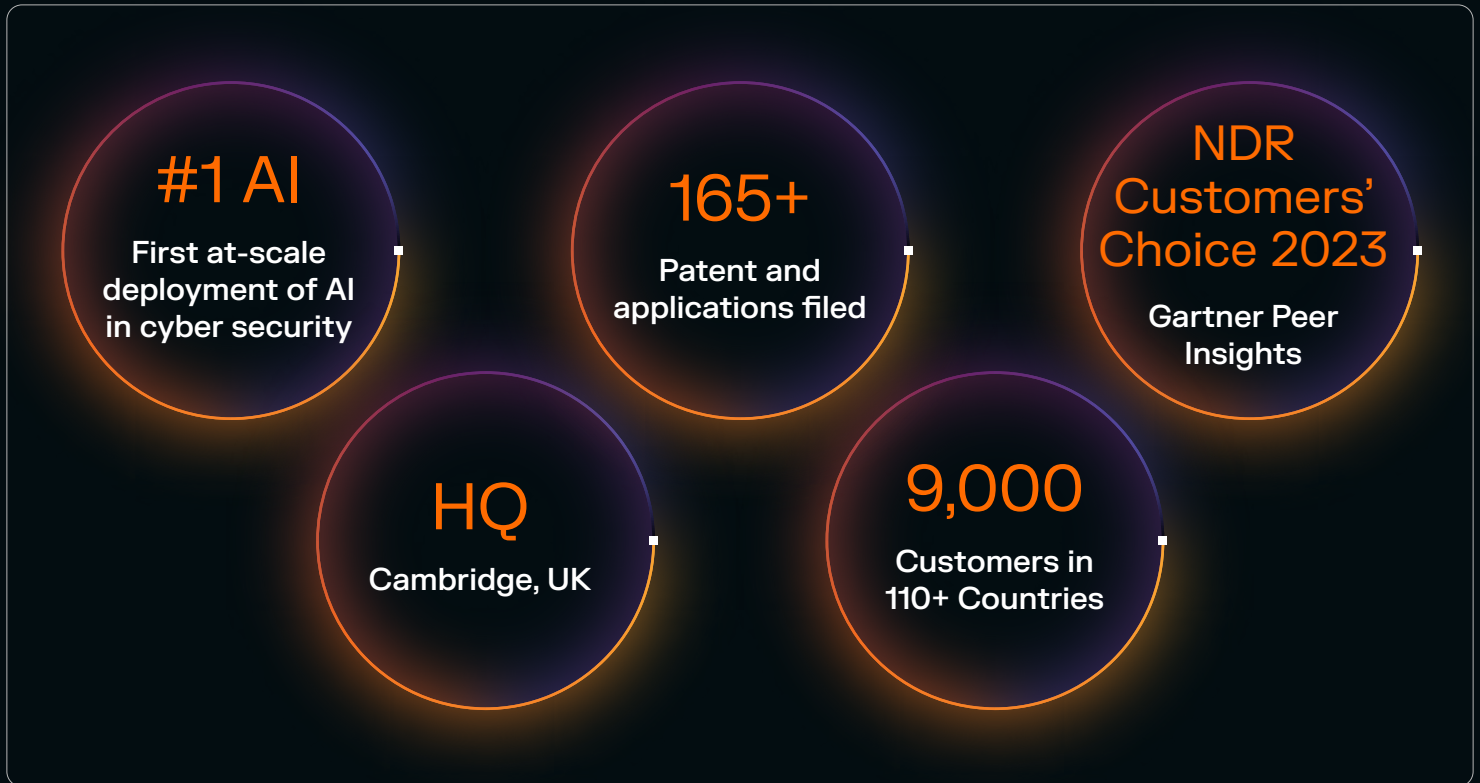 #1 AI
First at-scale
deployment of AI
in cyber security
165+
Patent and
applications filed
NDR
Customers’
Choice 2023
Gartner Peer
Insights
HQ
Cambridge, UK
9,000
Customers in
110+ Countries